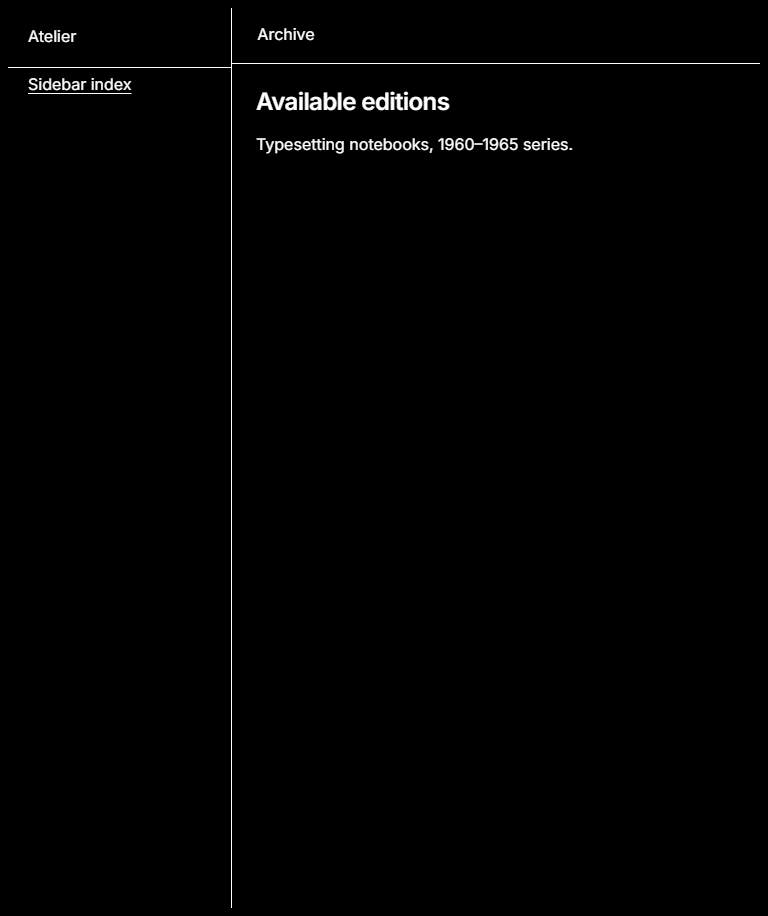 Atelier
Sidebar index
Archive
Available editions
Typesetting notebooks, 1960–1965 series.